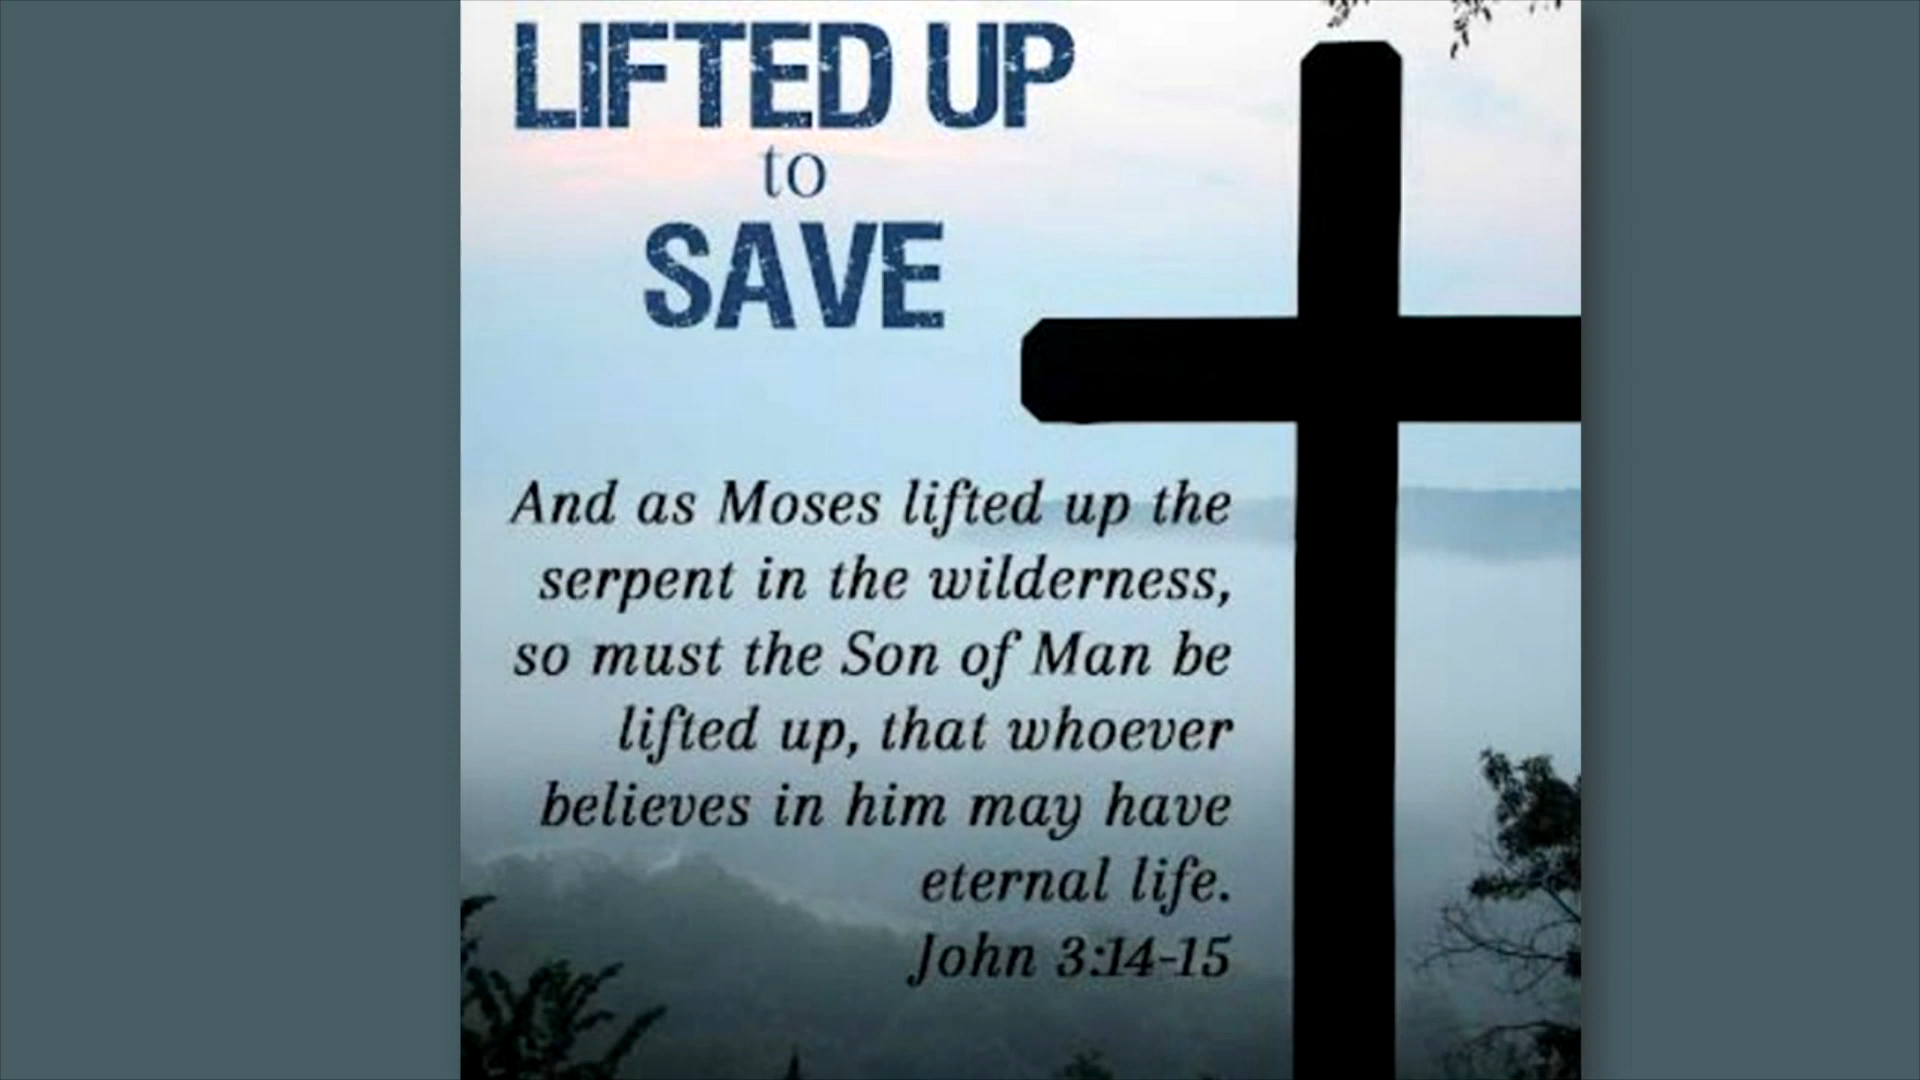 LIFTED UP
to
SAVE
And as Moses lifted up the
serpent in the wilderness,
so must the Son of Man be
lifted up, that whoever
believes in him may have
eternal life.
John 3:14-15